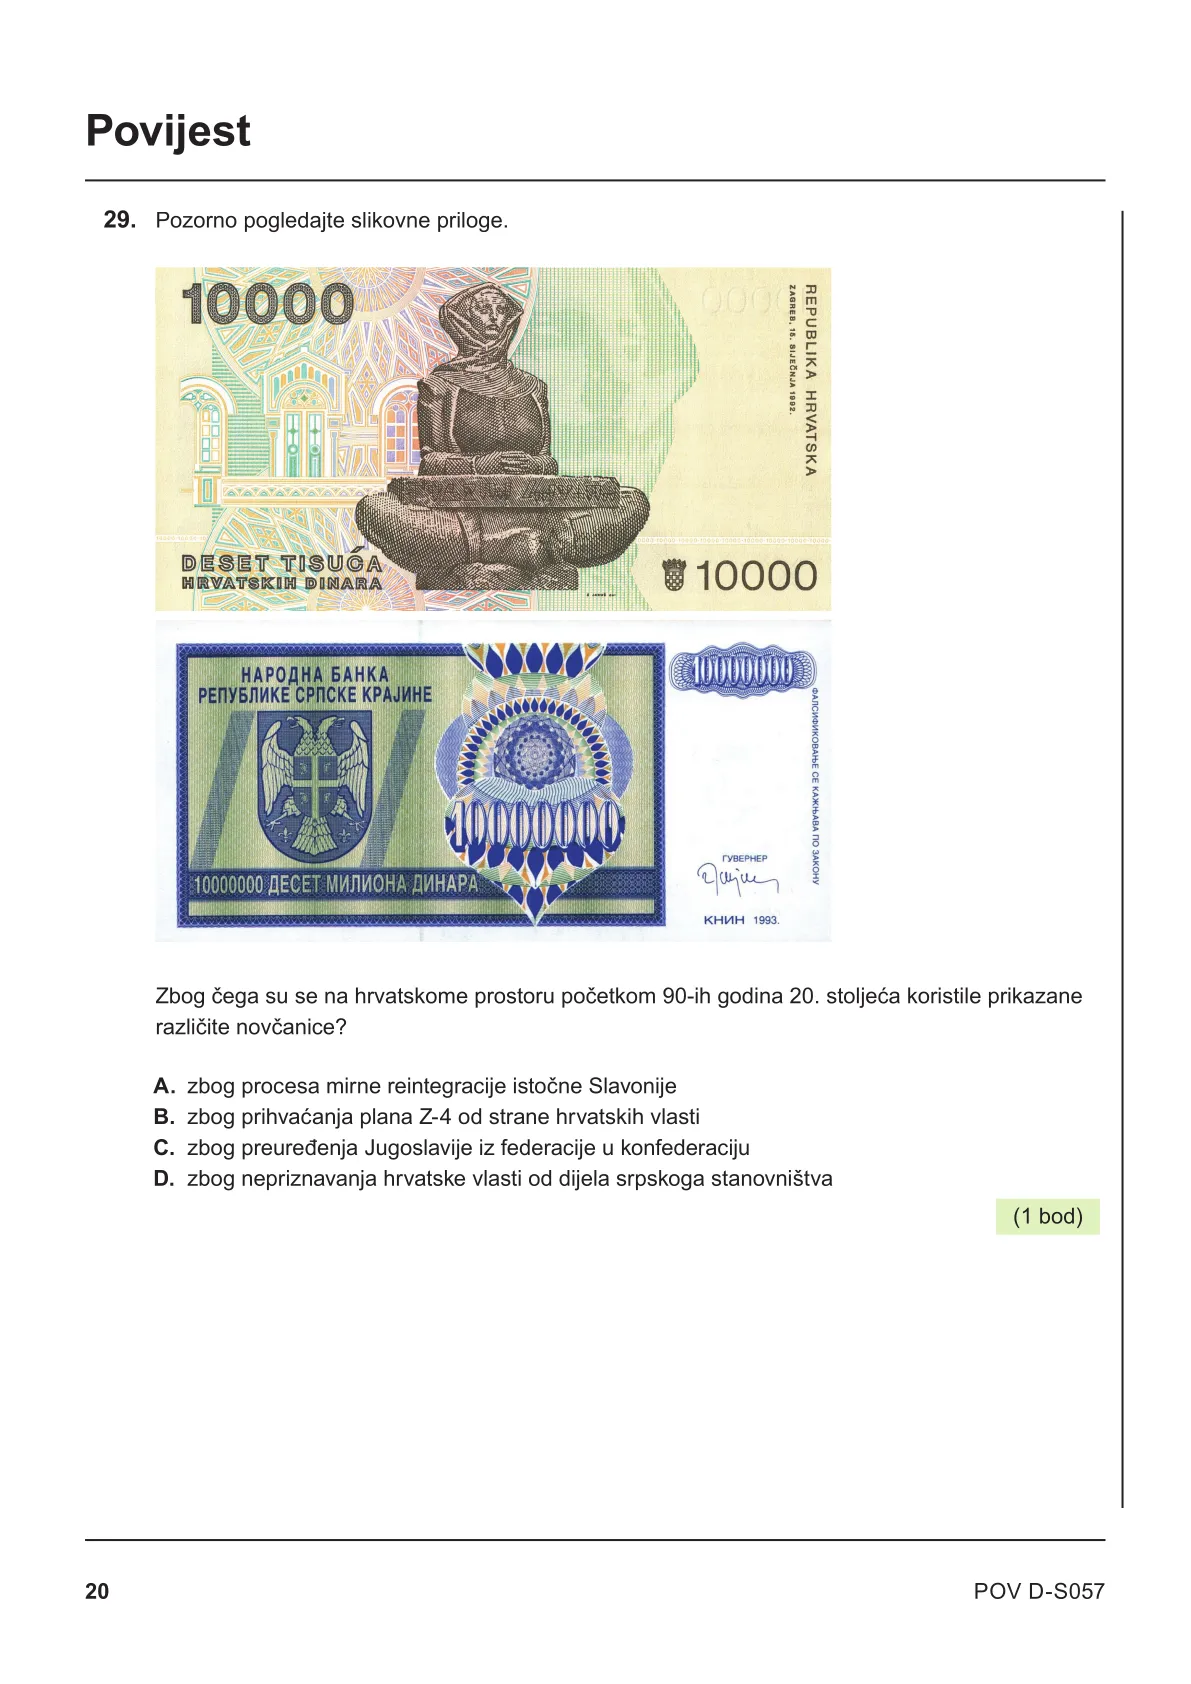 Povijest
29. Pozorno pogledajte slikovne priloge.
10000
REPUBLIKA HRVATSKA
ZAGREB, 15. SIJEČNJA 1992.
DESET TISUĆA
HRVATSKIH DINARA
10000
НАРОДНА БАНКА
РЕПУБЛИКЕ СРПСКЕ КРАЈИНЕ
10000000
10000000
ФАЛСИФИКОВАЊЕ СЕ КАЖЊАВА ПО ЗАКОНУ
ГУВЕРНЕР
10000000 ДЕСЕТ МИЛИОНА ДИНАРА
КНИН 1993.
Zbog čega su se na hrvatskome prostoru početkom 90-ih godina 20. stoljeća koristile prikazane
različite novčanice?
A. zbog procesa mirne reintegracije istočne Slavonije
B. zbog prihvaćanja plana Z-4 od strane hrvatskih vlasti
C. zbog preuređenja Jugoslavije iz federacije u konfederaciju
D. zbog nepriznavanja hrvatske vlasti od dijela srpskoga stanovništva
(1 bod)
20
POV D-S057